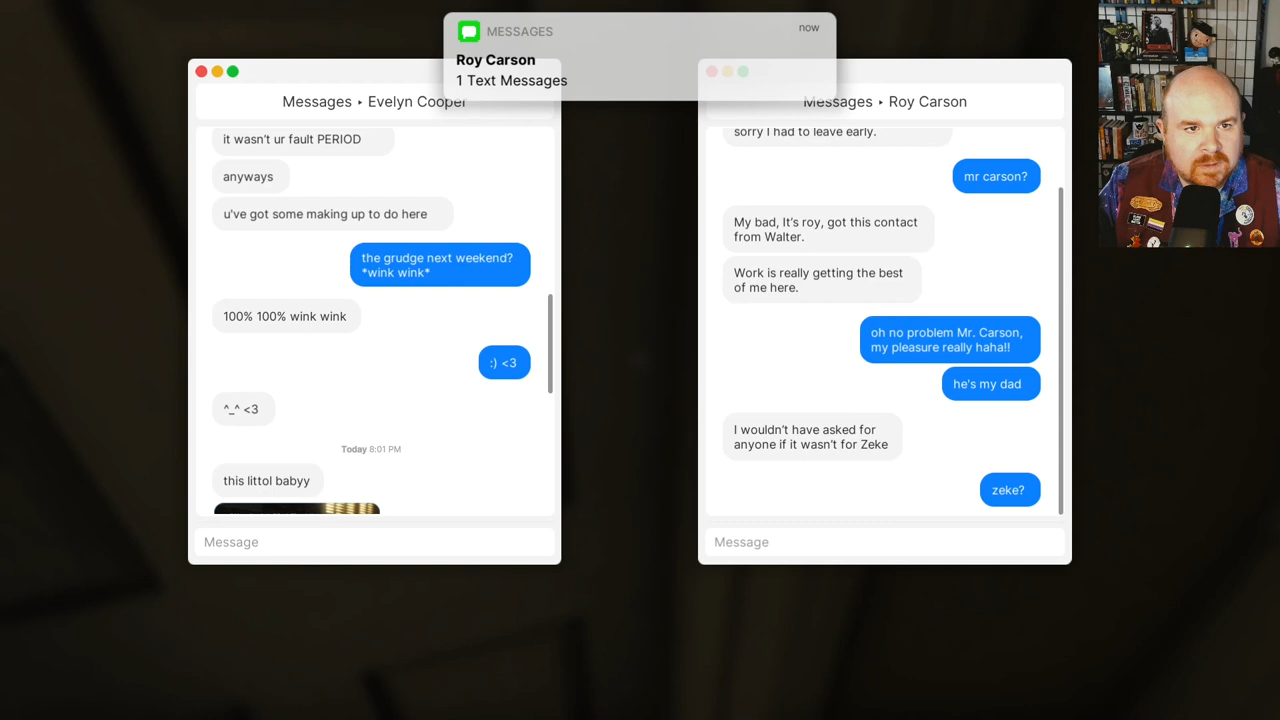 MESSAGES
now
Roy Carson
1 Text Messages
Messages ▸ Evelyn Cooper
it wasn't ur fault PERIOD
anyways
u've got some making up to do here
the grudge next weekend?
*wink wink*
100% 100% wink wink
:) <3
^_^ <3
Today 8:01 PM
this littol babyy
Message
Messages ▸ Roy Carson
sorry I had to leave early.
mr carson?
My bad, It's roy, got this contact
from Walter.
Work is really getting the best
of me here.
oh no problem Mr. Carson,
my pleasure really haha!!
he's my dad
I wouldn't have asked for
anyone if it wasn't for Zeke
zeke?
Message